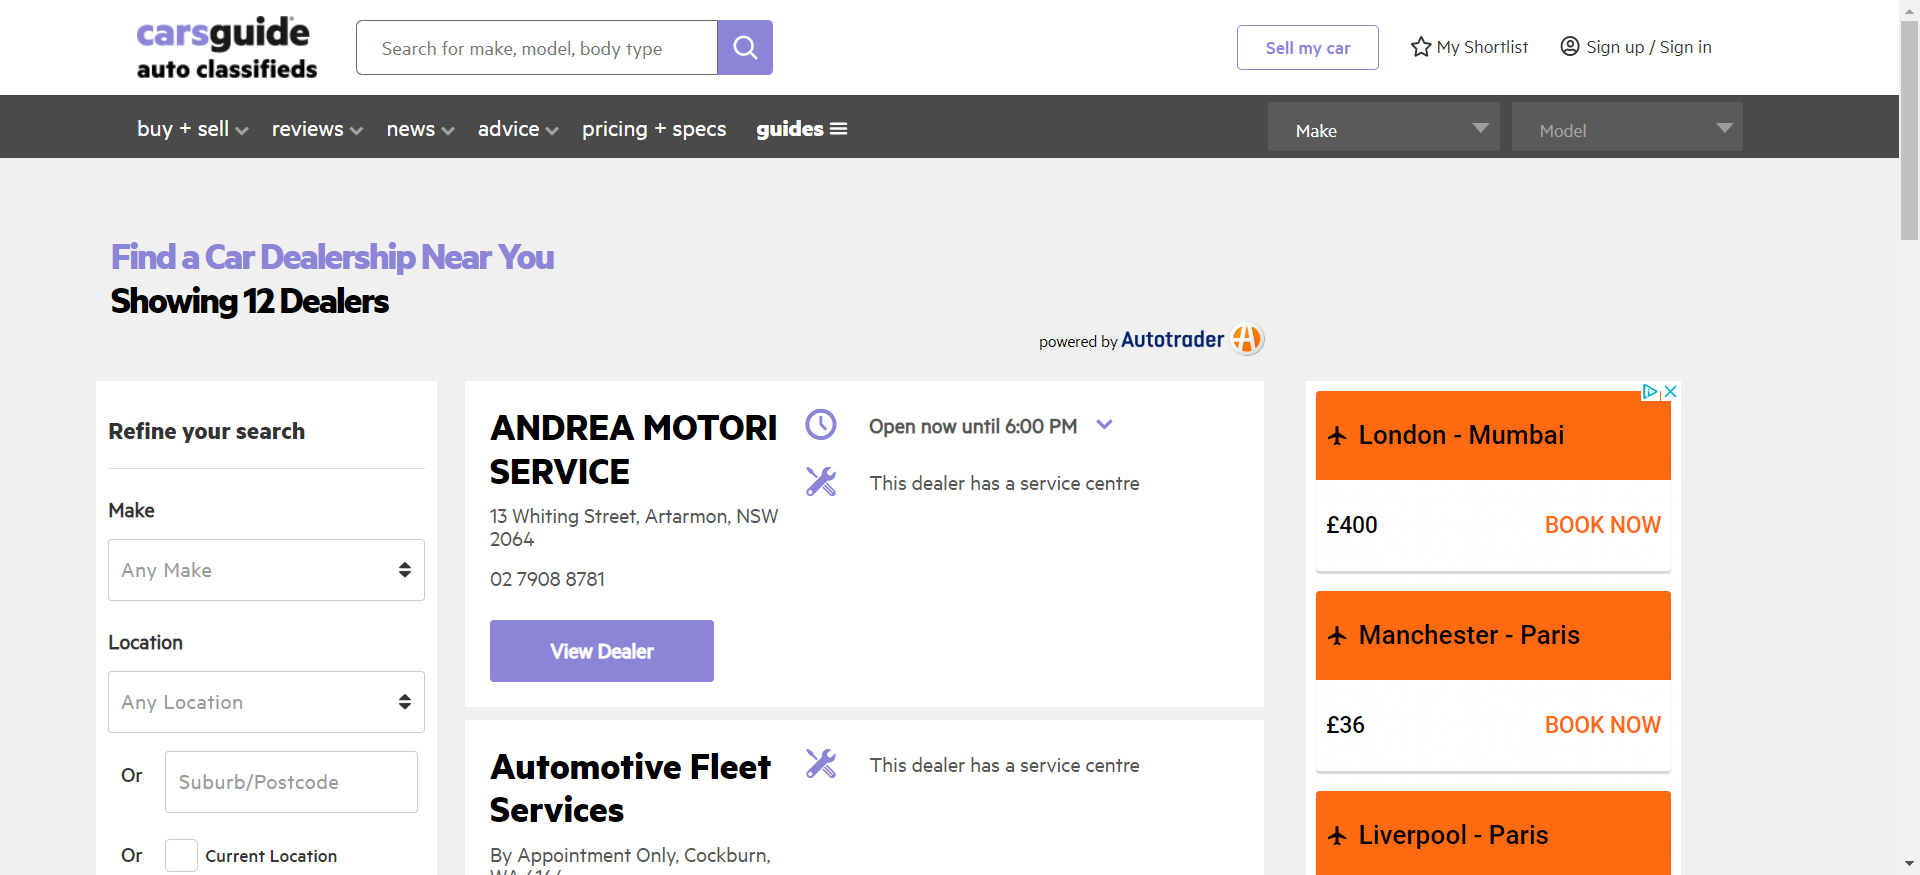 carsguide
auto classifieds
Search for make, model, body type
Sell my car
My Shortlist
Sign up / Sign in
buy + sell
reviews
news
advice
pricing + specs
guides
Make
Model
Find a Car Dealership Near You
Showing 12 Dealers
powered by Autotrader
Refine your search
Make
Any Make
Location
Any Location
Or
Suburb/Postcode
Or
Current Location
ANDREA MOTORI
SERVICE
13 Whiting Street, Artarmon, NSW
2064
02 7908 8781
View Dealer
Open now until 6:00 PM
This dealer has a service centre
Automotive Fleet
Services
By Appointment Only, Cockburn,
This dealer has a service centre
London - Mumbai
£400
BOOK NOW
Manchester - Paris
£36
BOOK NOW
Liverpool - Paris